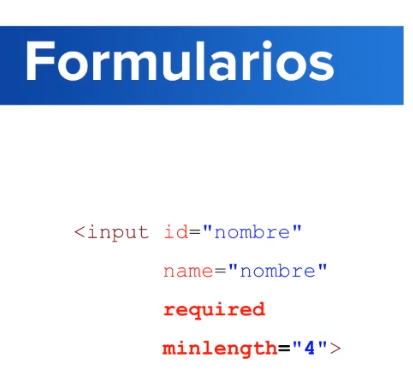 Formularios
<input id="nombre"
name="nombre"
required
minlength="4">